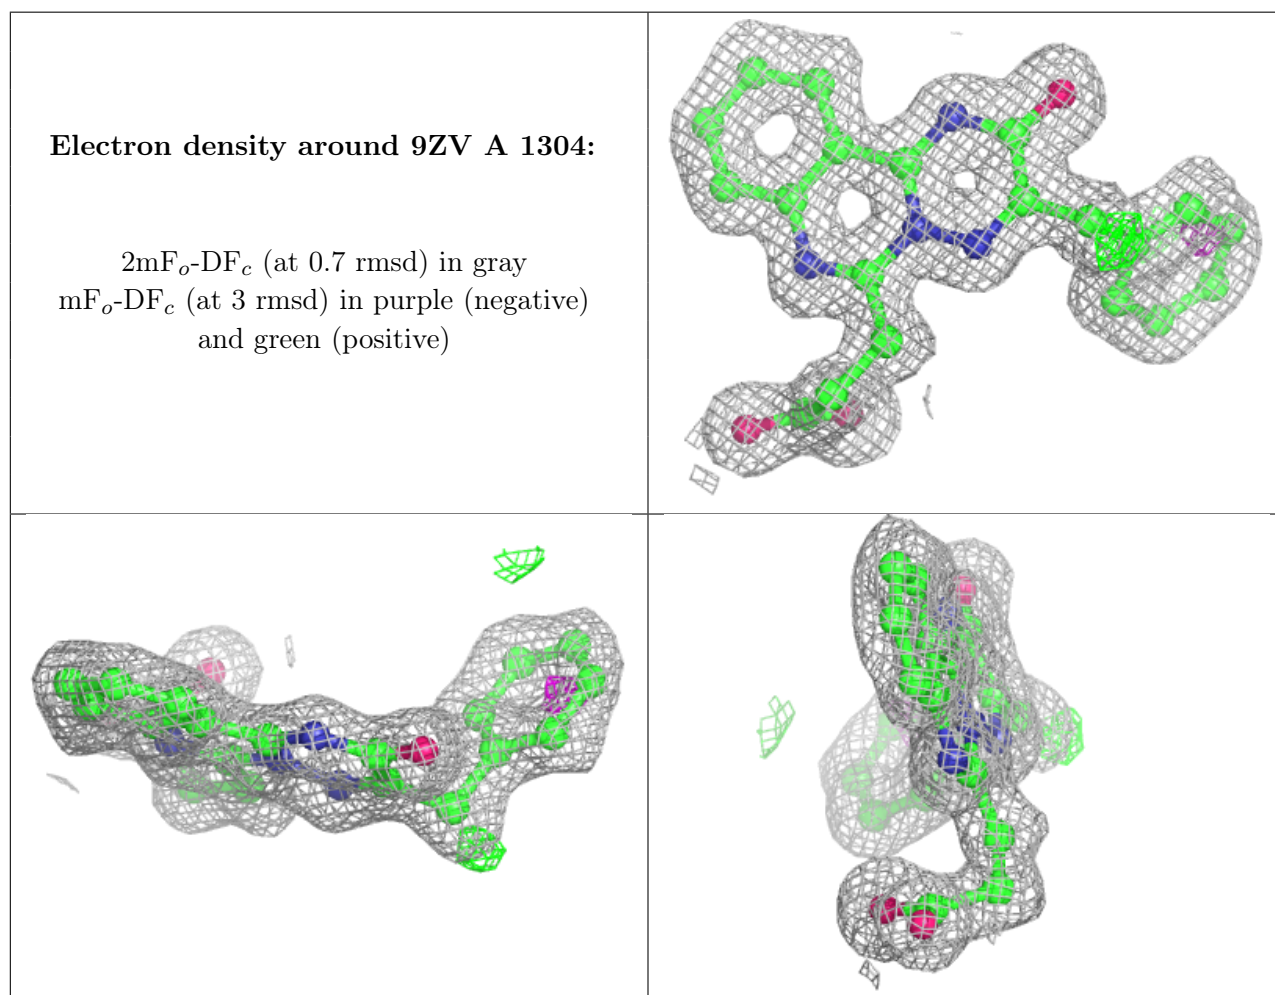 Electron density around 9ZV A 1304:
2mFₒ-DF𝒸 (at 0.7 rmsd) in gray
mFₒ-DF𝒸 (at 3 rmsd) in purple (negative)
and green (positive)